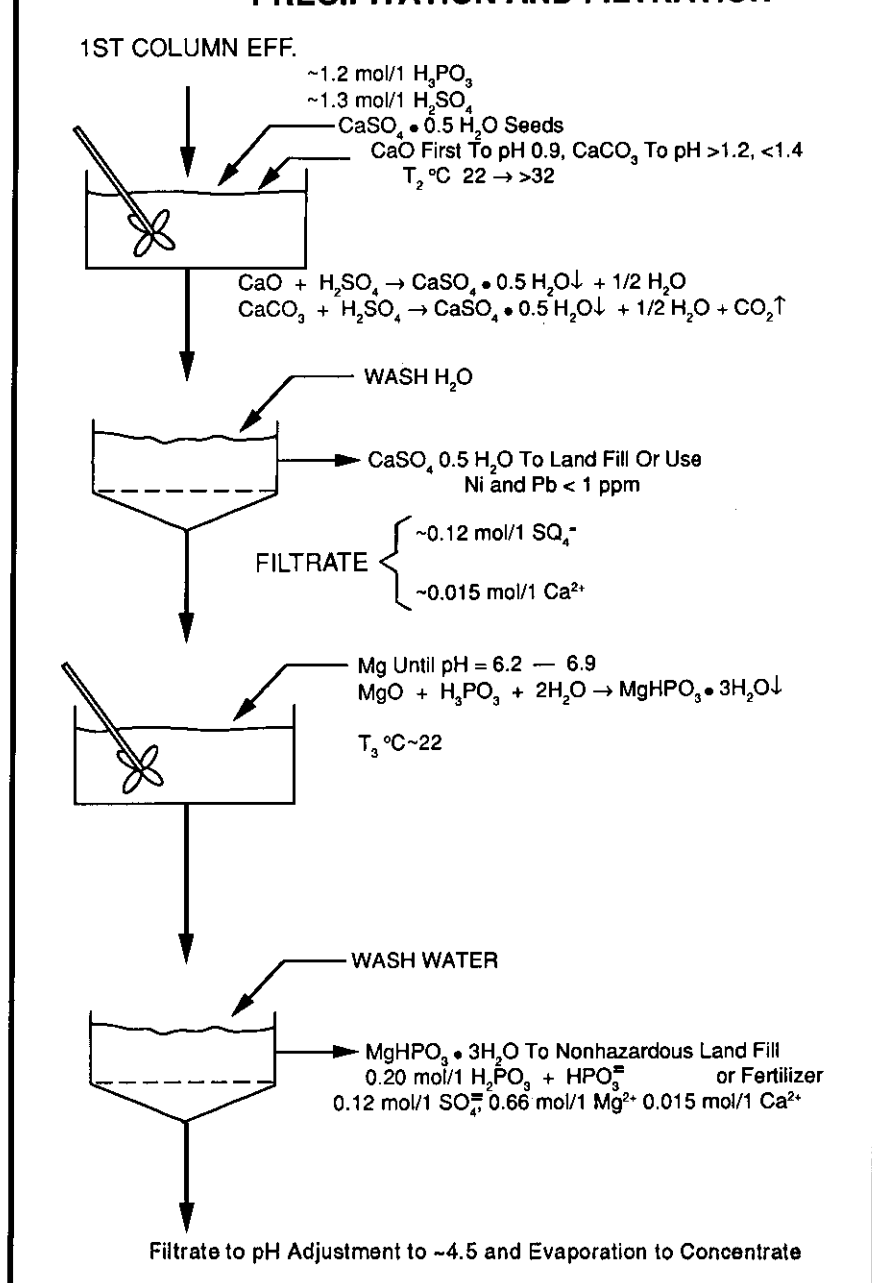 PRECIPITATION AND FILTRATION
1ST COLUMN EFF.
~1.2 mol/1 H₃PO₃
~1.3 mol/1 H₂SO₄
CaSO₄ • 0.5 H₂O Seeds
CaO First To pH 0.9, CaCO₃ To pH >1.2, <1.4
T₂ °C 22 → >32
CaO + H₂SO₄ → CaSO₄ • 0.5 H₂O↓ + 1/2 H₂O
CaCO₃ + H₂SO₄ → CaSO₄ • 0.5 H₂O↓ + 1/2 H₂O + CO₂↑
WASH H₂O
CaSO₄ 0.5 H₂O To Land Fill Or Use
Ni and Pb < 1 ppm
~0.12 mol/1 SQ₄⁼
FILTRATE
~0.015 mol/1 Ca²⁺
Mg Until pH = 6.2 — 6.9
MgO + H₃PO₃ + 2H₂O → MgHPO₃ • 3H₂O↓
T₃ °C~22
WASH WATER
MgHPO₃ • 3H₂O To Nonhazardous Land Fill
0.20 mol/1 H₂PO₃ + HPO₃⁼ or Fertilizer
0.12 mol/1 SO₄⁼, 0.66 mol/1 Mg²⁺ 0.015 mol/1 Ca²⁺
Filtrate to pH Adjustment to ~4.5 and Evaporation to Concentrate